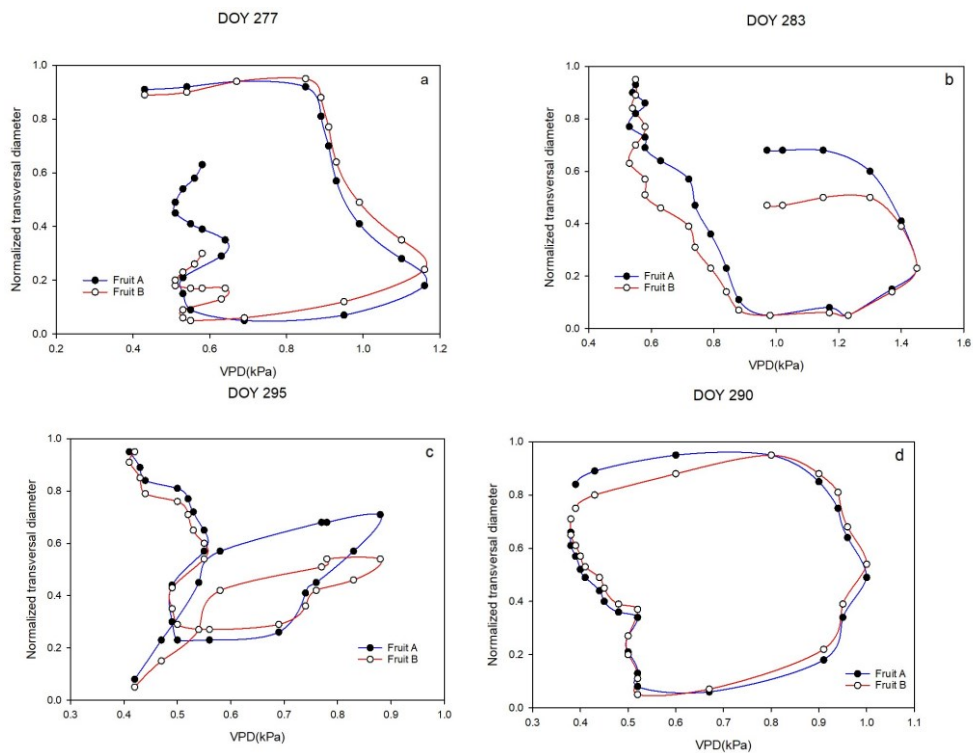 DOY 277
a
Normalized transversal diameter
1.0
0.8
0.6
0.4
0.2
0.0
Fruit A
Fruit B
0.2 0.4 0.6 0.8 1.0 1.2
VPD(kPa)
DOY 283
b
Normalized transversal diameter
1.0
0.8
0.6
0.4
0.2
0.0
Fruit A
Fruit B
0.4 0.6 0.8 1.0 1.2 1.4 1.6
VPD(kPa)
DOY 295
c
Normalized transversal diameter
1.0
0.8
0.6
0.4
0.2
0.0
Fruit A
Fruit B
0.3 0.4 0.5 0.6 0.7 0.8 0.9 1.0
VPD(kPa)
DOY 290
d
Normalized transversal diameter
1.0
0.8
0.6
0.4
0.2
0.0
Fruit A
Fruit B
0.3 0.4 0.5 0.6 0.7 0.8 0.9 1.0 1.1
VPD(kPa)